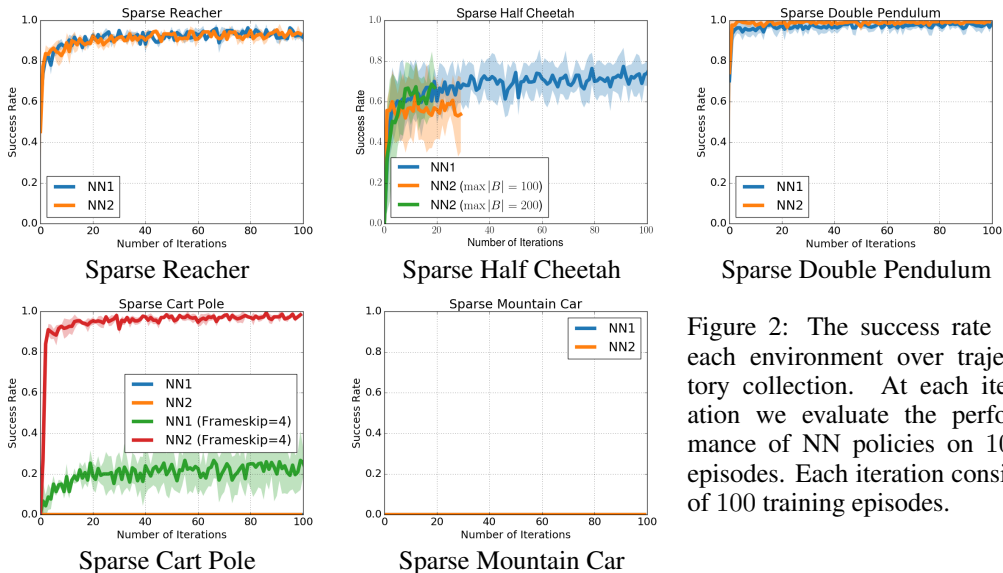 Sparse Reacher
1.0
0.8
0.6
0.4
0.2
0.0
Success Rate
NN1
NN2
0 20 40 60 80 100
Number of Iterations
Sparse Reacher
Sparse Half Cheetah
1.0
0.8
0.6
0.4
0.2
0.0
Success Rate
NN1
NN2 (max |B| = 100)
NN2 (max |B| = 200)
0 20 40 60 80 100
Number of Iterations
Sparse Half Cheetah
Sparse Double Pendulum
1.0
0.8
0.6
0.4
0.2
0.0
Success Rate
NN1
NN2
0 20 40 60 80 100
Number of Iterations
Sparse Double Pendulum
Sparse Cart Pole
1.0
0.8
0.6
0.4
0.2
0.0
Success Rate
NN1
NN2
NN1 (Frameskip=4)
NN2 (Frameskip=4)
0 20 40 60 80 100
Number of Iterations
Sparse Cart Pole
Sparse Mountain Car
1.0
0.8
0.6
0.4
0.2
0.0
Success Rate
NN1
NN2
0 20 40 60 80 100
Number of Iterations
Sparse Mountain Car
Figure 2: The success rate
each environment over traje
tory collection. At each ite
ation we evaluate the perfo
mance of NN policies on 10
episodes. Each iteration consi
of 100 training episodes.